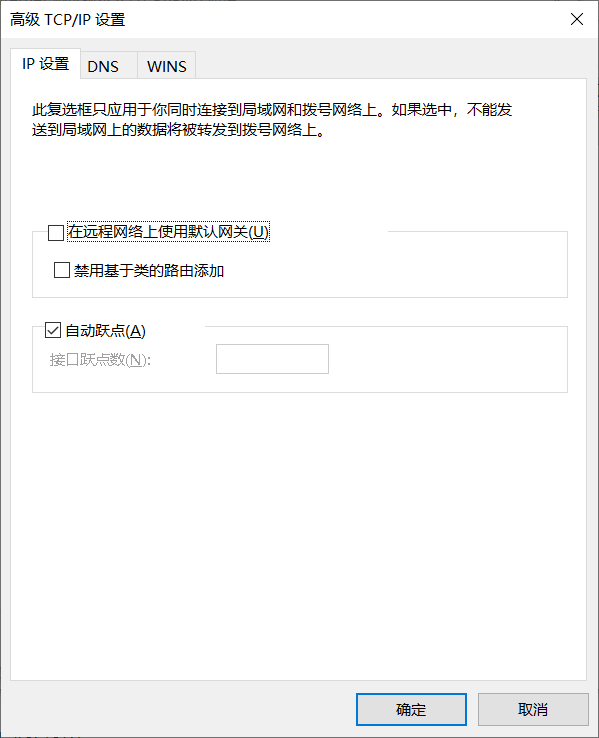 高级 TCP/IP 设置
IP 设置
DNS
WINS
此复选框只应用于你同时连接到局域网和拨号网络上。如果选中，不能发
送到局域网上的数据将被转发到拨号网络上。
在远程网络上使用默认网关(U)
禁用基于类的路由添加
自动跃点(A)
接口跃点数(N):
确定
取消